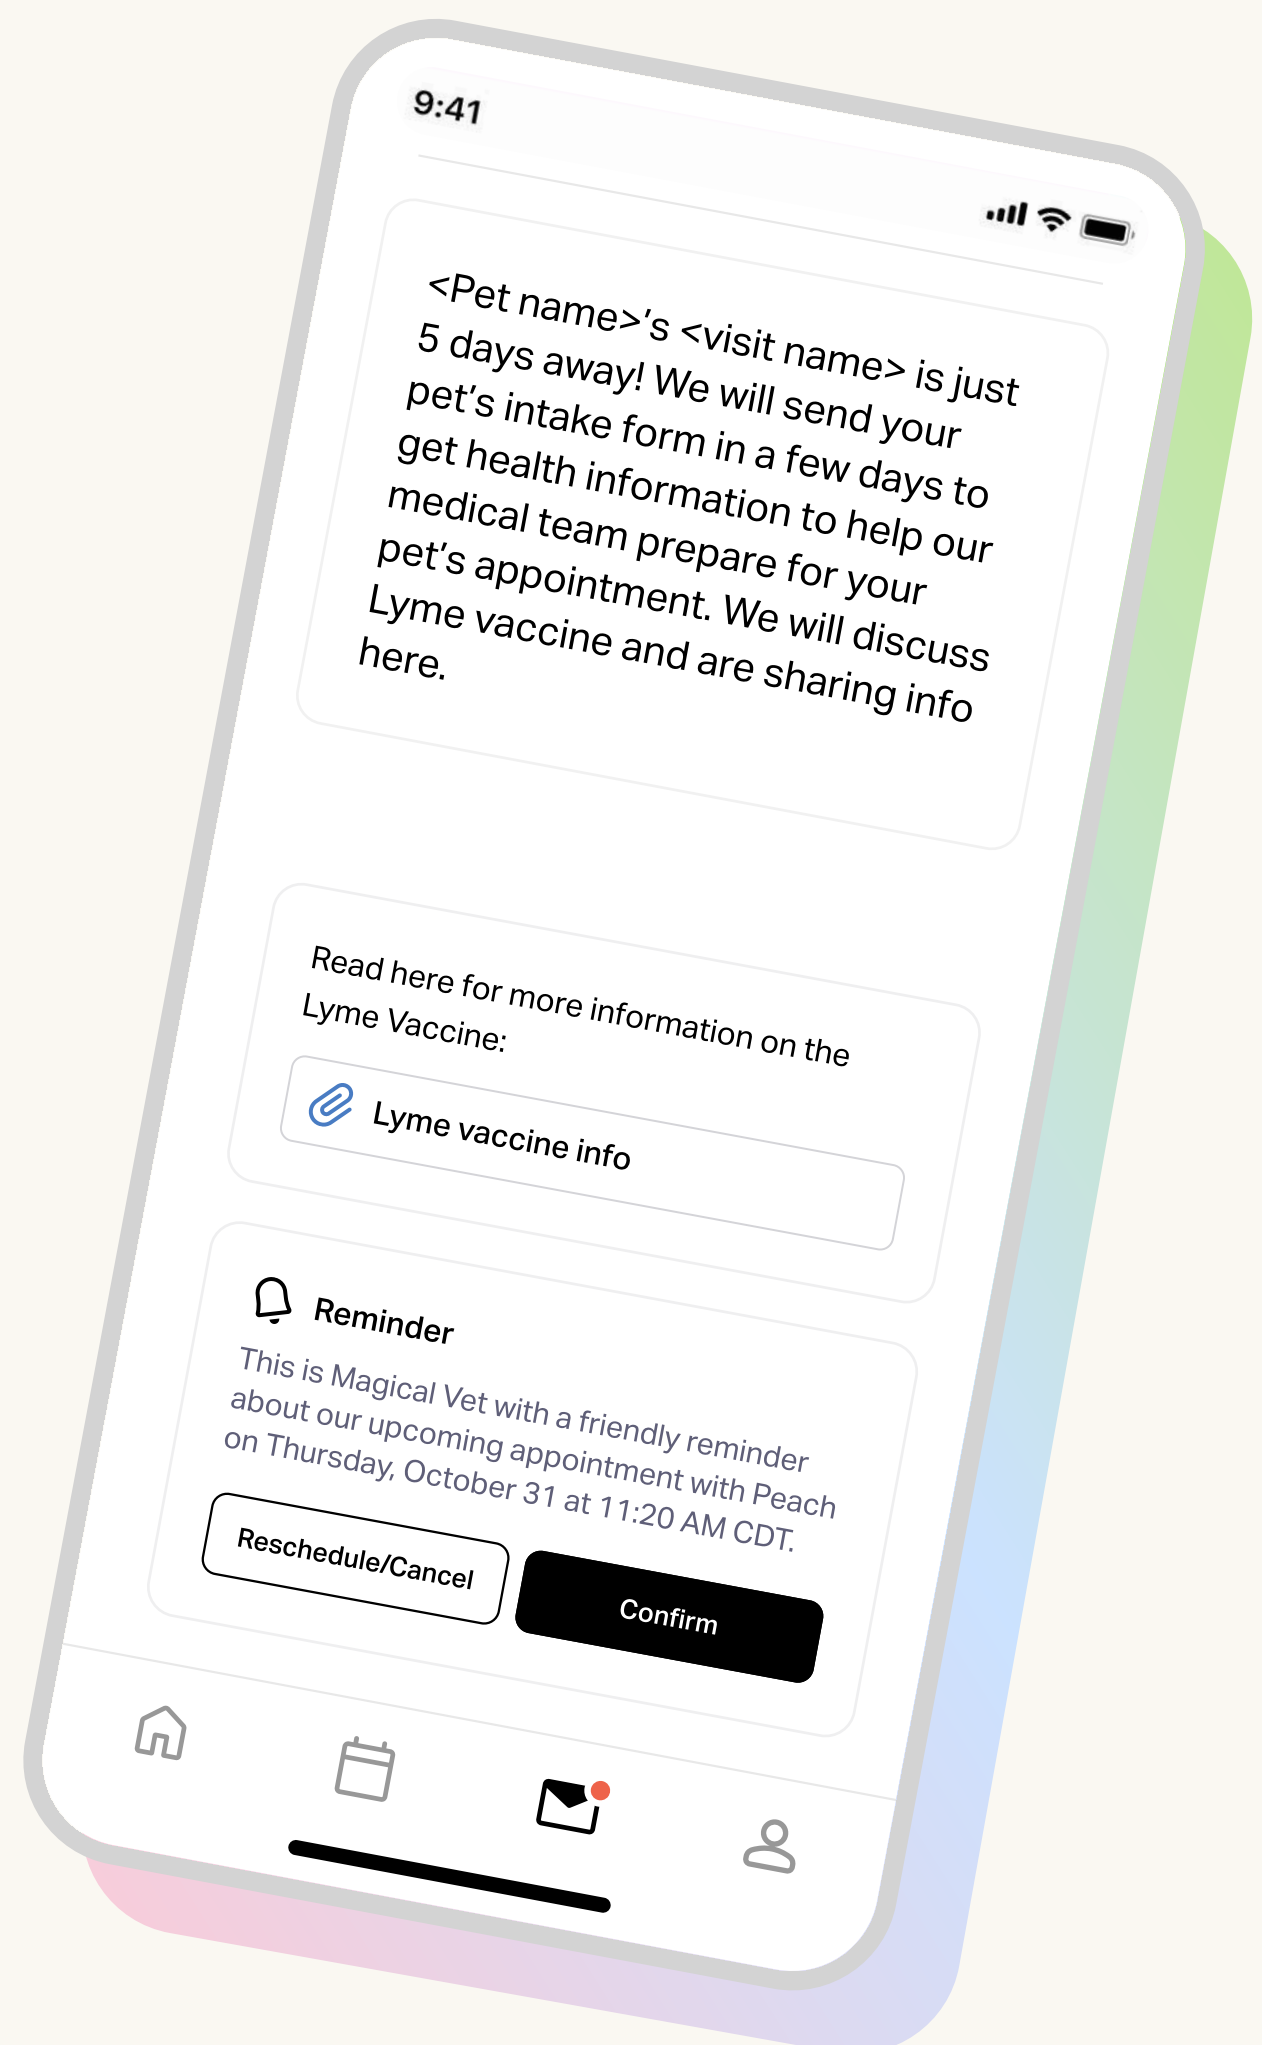 9:41
<Pet name>’s <visit name> is just
5 days away! We will send your
pet’s intake form in a few days to
get health information to help our
medical team prepare for your
pet’s appointment. We will discuss
Lyme vaccine and are sharing info
here.
Read here for more information on the
Lyme Vaccine:
Lyme vaccine info
Reminder
This is Magical Vet with a friendly reminder
about our upcoming appointment with Peach
on Thursday, October 31 at 11:20 AM CDT.
Reschedule/Cancel
Confirm